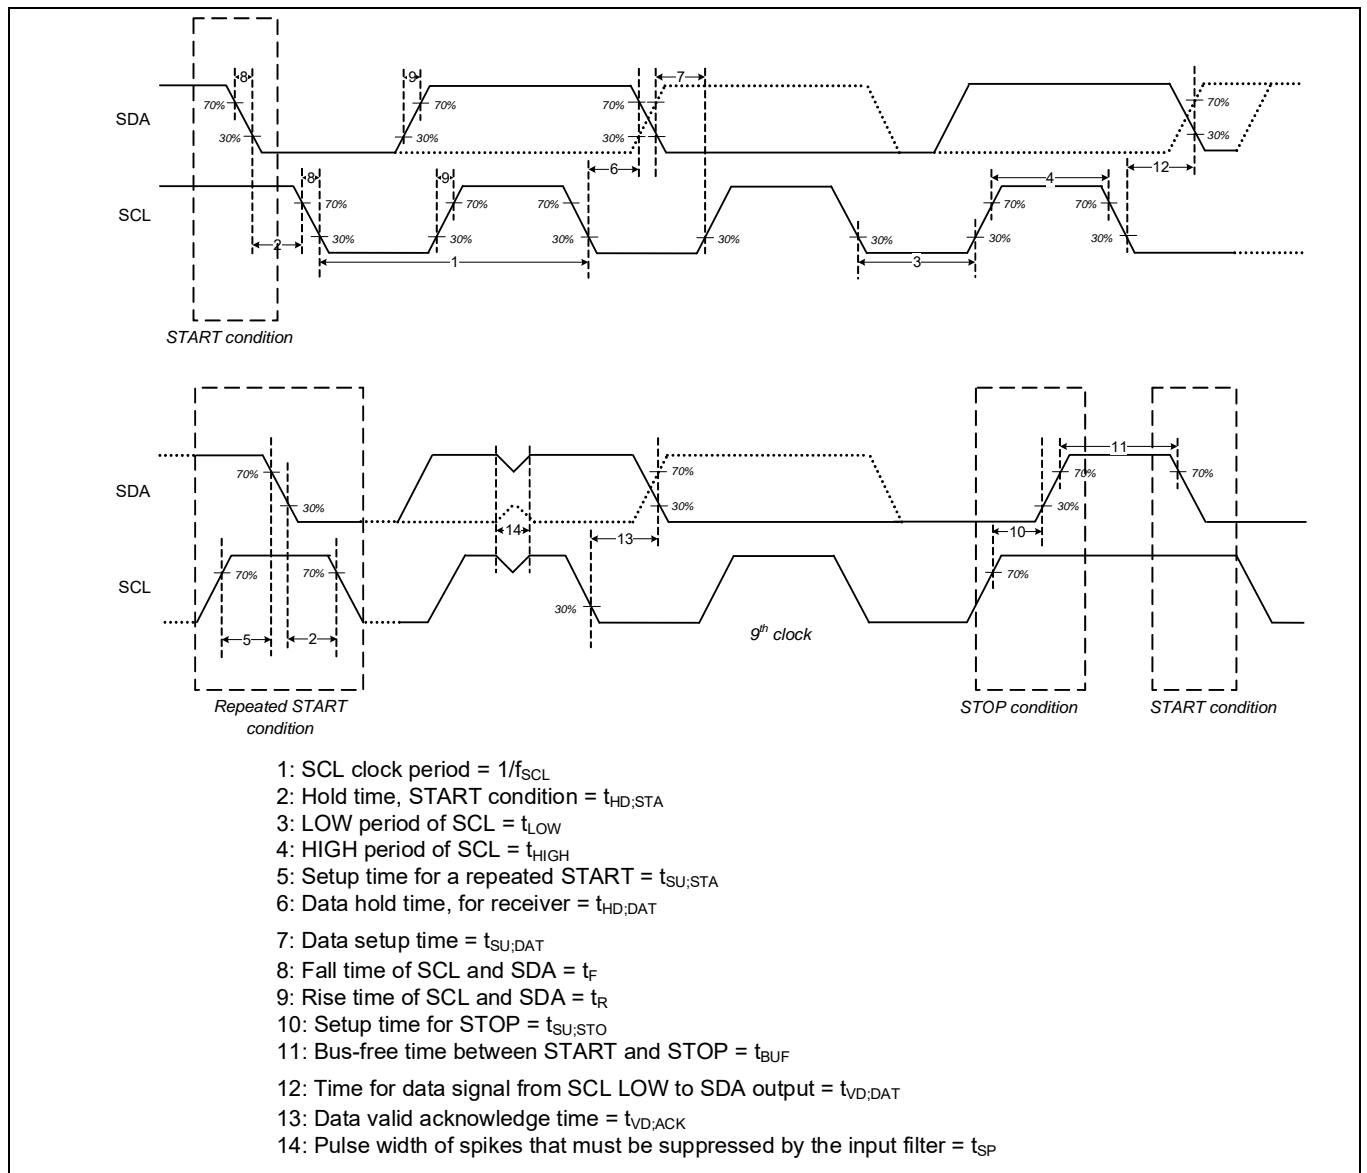 8
9
7
70%
70%
70%
70%
SDA
30%
30%
30%
30%
6
12
8
9
4
SCL
70%
70%
70%
70%
70%
2
30%
30%
30%
30%
30%
30%
30%
1
3
START condition
11
70%
70%
70%
70%
SDA
30%
30%
30%
14
13
10
SCL
70%
70%
70%
30%
5
2
9th clock
Repeated START
condition
STOP condition
START condition
1: SCL clock period = 1/fSCL
2: Hold time, START condition = tHD;STA
3: LOW period of SCL = tLOW
4: HIGH period of SCL = tHIGH
5: Setup time for a repeated START = tSU;STA
6: Data hold time, for receiver = tHD;DAT
7: Data setup time = tSU;DAT
8: Fall time of SCL and SDA = tF
9: Rise time of SCL and SDA = tR
10: Setup time for STOP = tSU;STO
11: Bus-free time between START and STOP = tBUF
12: Time for data signal from SCL LOW to SDA output = tVD;DAT
13: Data valid acknowledge time = tVD;ACK
14: Pulse width of spikes that must be suppressed by the input filter = tSP